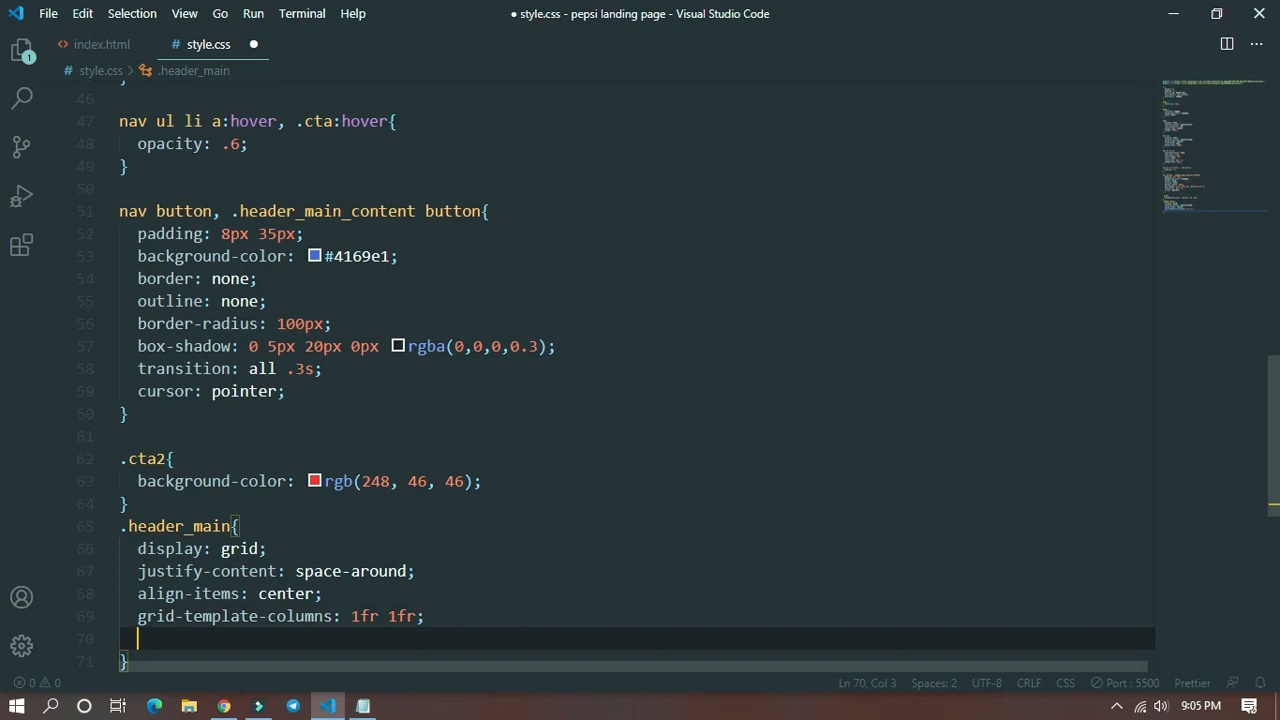 File Edit Selection View Go Run Terminal Help
● style.css - pepsi landing page - Visual Studio Code
index.html
# style.css
# style.css > .header_main
1
46
47 nav ul li a:hover, .cta:hover{
48 opacity: .6;
49 }
50
51 nav button, .header_main_content button{
52 padding: 8px 35px;
53 background-color: #4169e1;
54 border: none;
55 outline: none;
56 border-radius: 100px;
57 box-shadow: 0 5px 20px 0px rgba(0,0,0,0.3);
58 transition: all .3s;
59 cursor: pointer;
60 }
61
62 .cta2{
63 background-color: rgb(248, 46, 46);
64 }
65 .header_main{
66 display: grid;
67 justify-content: space-around;
68 align-items: center;
69 grid-template-columns: 1fr 1fr;
70
71 }
0 0
Ln 70, Col 3 Spaces: 2 UTF-8 CRLF CSS Port : 5500 Prettier
9:05 PM